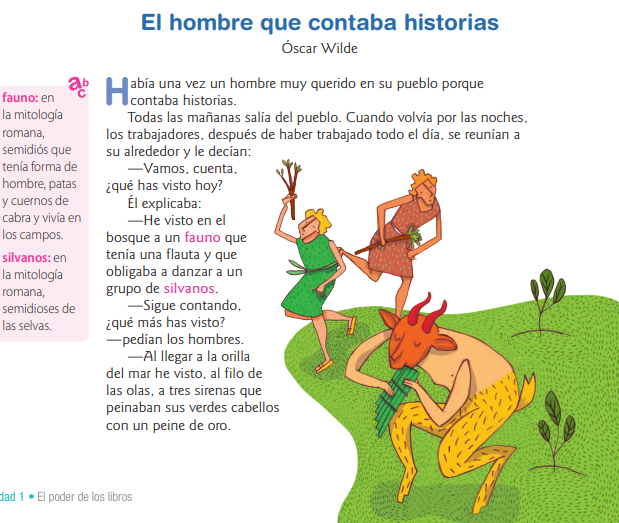 El hombre que contaba historias
Óscar Wilde
Había una vez un hombre muy querido en su pueblo porque
contaba historias.
Todas las mañanas salía del pueblo. Cuando volvía por las noches,
los trabajadores, después de haber trabajado todo el día, se reunían a
su alrededor y le decían:
—Vamos, cuenta,
¿qué has visto hoy?
Él explicaba:
—He visto en el
bosque a un fauno que
tenía una flauta y que
obligaba a danzar a un
grupo de silvanos.
—Sigue contando,
¿qué más has visto?
—pedían los hombres.
—Al llegar a la orilla
del mar he visto, al filo de
las olas, a tres sirenas que
peinaban sus verdes cabellos
con un peine de oro.
abc
fauno: en
la mitología
romana,
semidiós que
tenía forma de
hombre, patas
y cuernos de
cabra y vivía en
los campos.
silvanos: en
la mitología
romana,
semidioses de
las selvas.
dad 1 • El poder de los libros